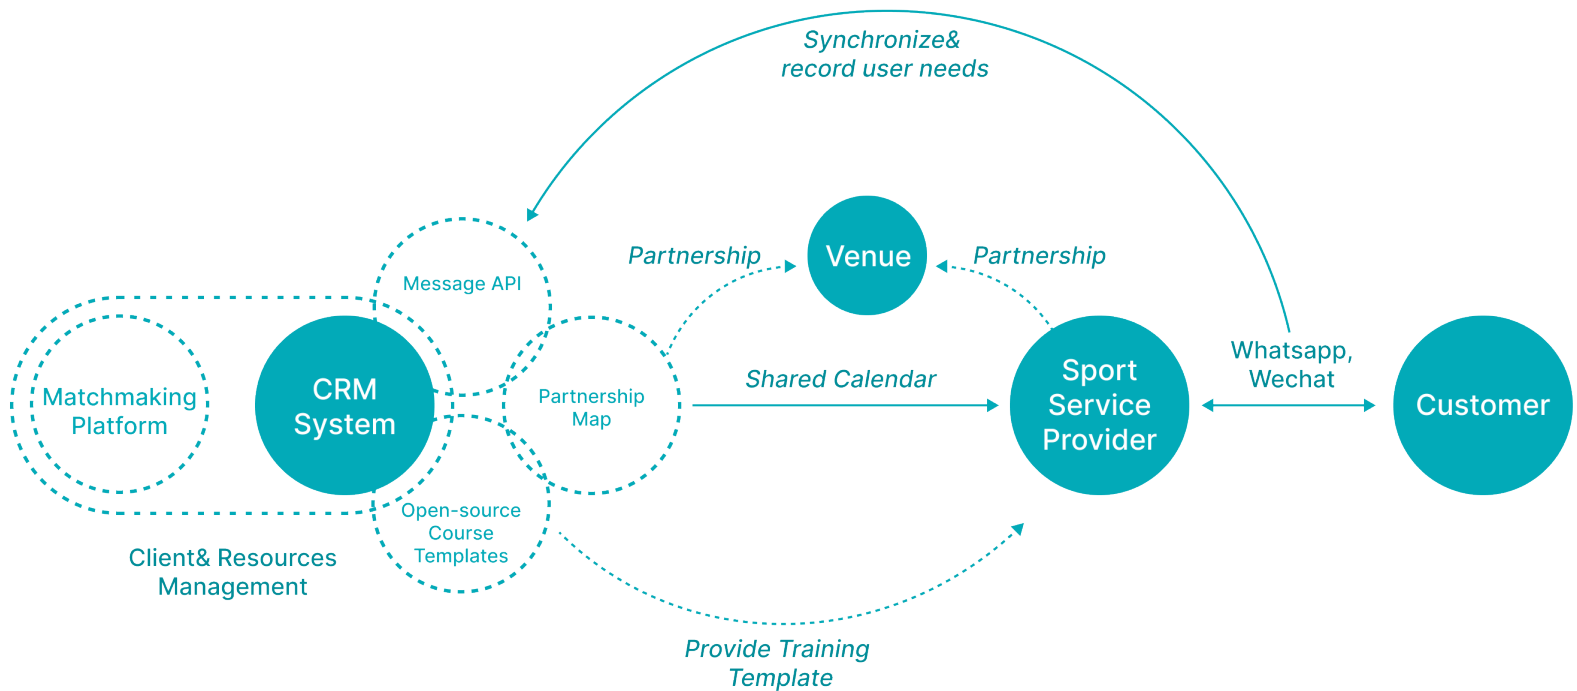 Synchronize&
record user needs
Partnership
Venue
Partnership
Message API
Matchmaking
Platform
CRM
System
Partnership
Map
Shared Calendar
Sport
Service
Provider
Whatsapp,
Wechat
Customer
Open-source
Course
Templates
Client& Resources
Management
Provide Training
Template